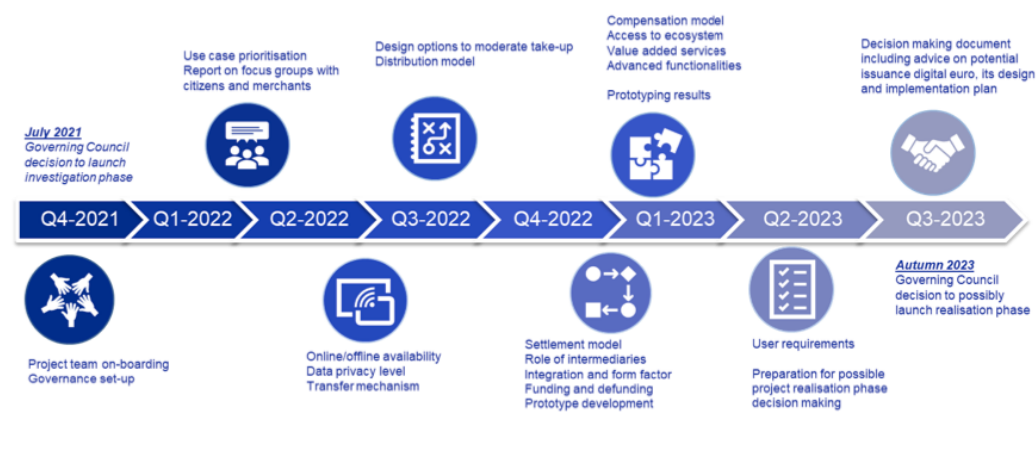 Use case prioritisation
Report on focus groups with
citizens and merchants
Design options to moderate take-up
Distribution model
Compensation model
Access to ecosystem
Value added services
Advanced functionalities
Prototyping results
Decision making document
including advice on potential
issuance digital euro, its design
and implementation plan
July 2021
Governing Council
decision to launch
investigation phase
Q4-2021
Q1-2022
Q2-2022
Q3-2022
Q4-2022
Q1-2023
Q2-2023
Q3-2023
Project team on-boarding
Governance set-up
Online/offline availability
Data privacy level
Transfer mechanism
Settlement model
Role of intermediaries
Integration and form factor
Funding and defunding
Prototype development
User requirements
Preparation for possible
project realisation phase
decision making
Autumn 2023
Governing Council
decision to possibly
launch realisation phase